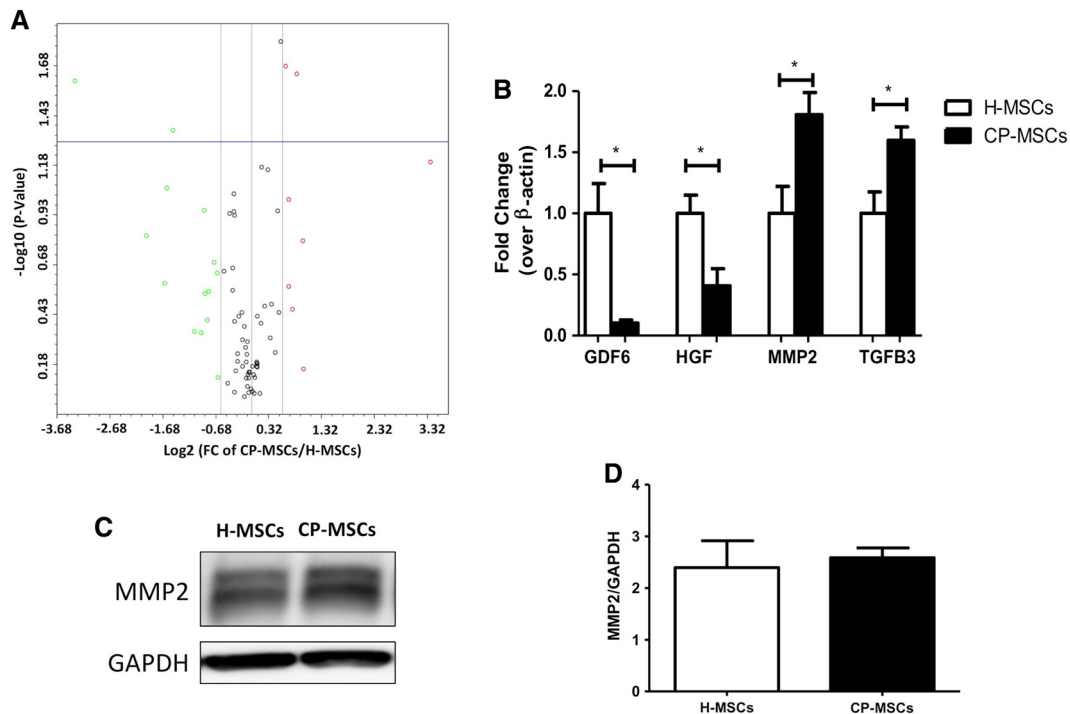 A
-Log10 (P-Value)
1.68
1.43
1.18
0.93
0.68
0.43
0.18
-3.68 -2.68 -1.68 -0.68 0.32 1.32 2.32 3.32
Log2 (FC of CP-MSCs/H-MSCs)
B
Fold Change
(over β-actin)
2.0
1.5
1.0
0.5
0.0
* * * *
GDF6 HGF MMP2 TGFB3
H-MSCs
CP-MSCs
C
H-MSCs CP-MSCs
MMP2
GAPDH
D
MMP2/GAPDH
4
3
2
1
0
H-MSCs CP-MSCs